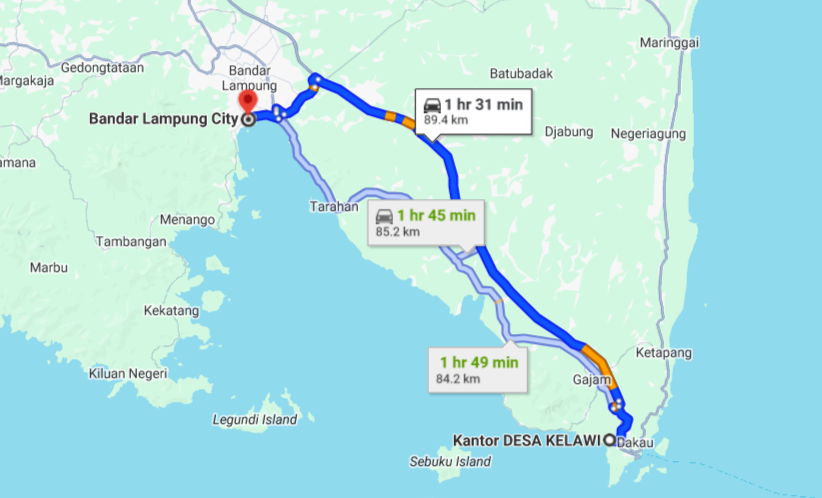 Maringgai
Gedongtataan
Bandar
Lampung
Batubadak
1 hr 31 min
89.4 km
Bandar Lampung City
Djabung
Negeriagung
Tarahan
1 hr 45 min
85.2 km
Menango
Tambangan
Marbu
Kekatang
Ketapang
1 hr 49 min
84.2 km
Kiluan Negeri
Gajam
Legundi Island
Kantor DESA KELAWI
Dakau
Sebuku Island